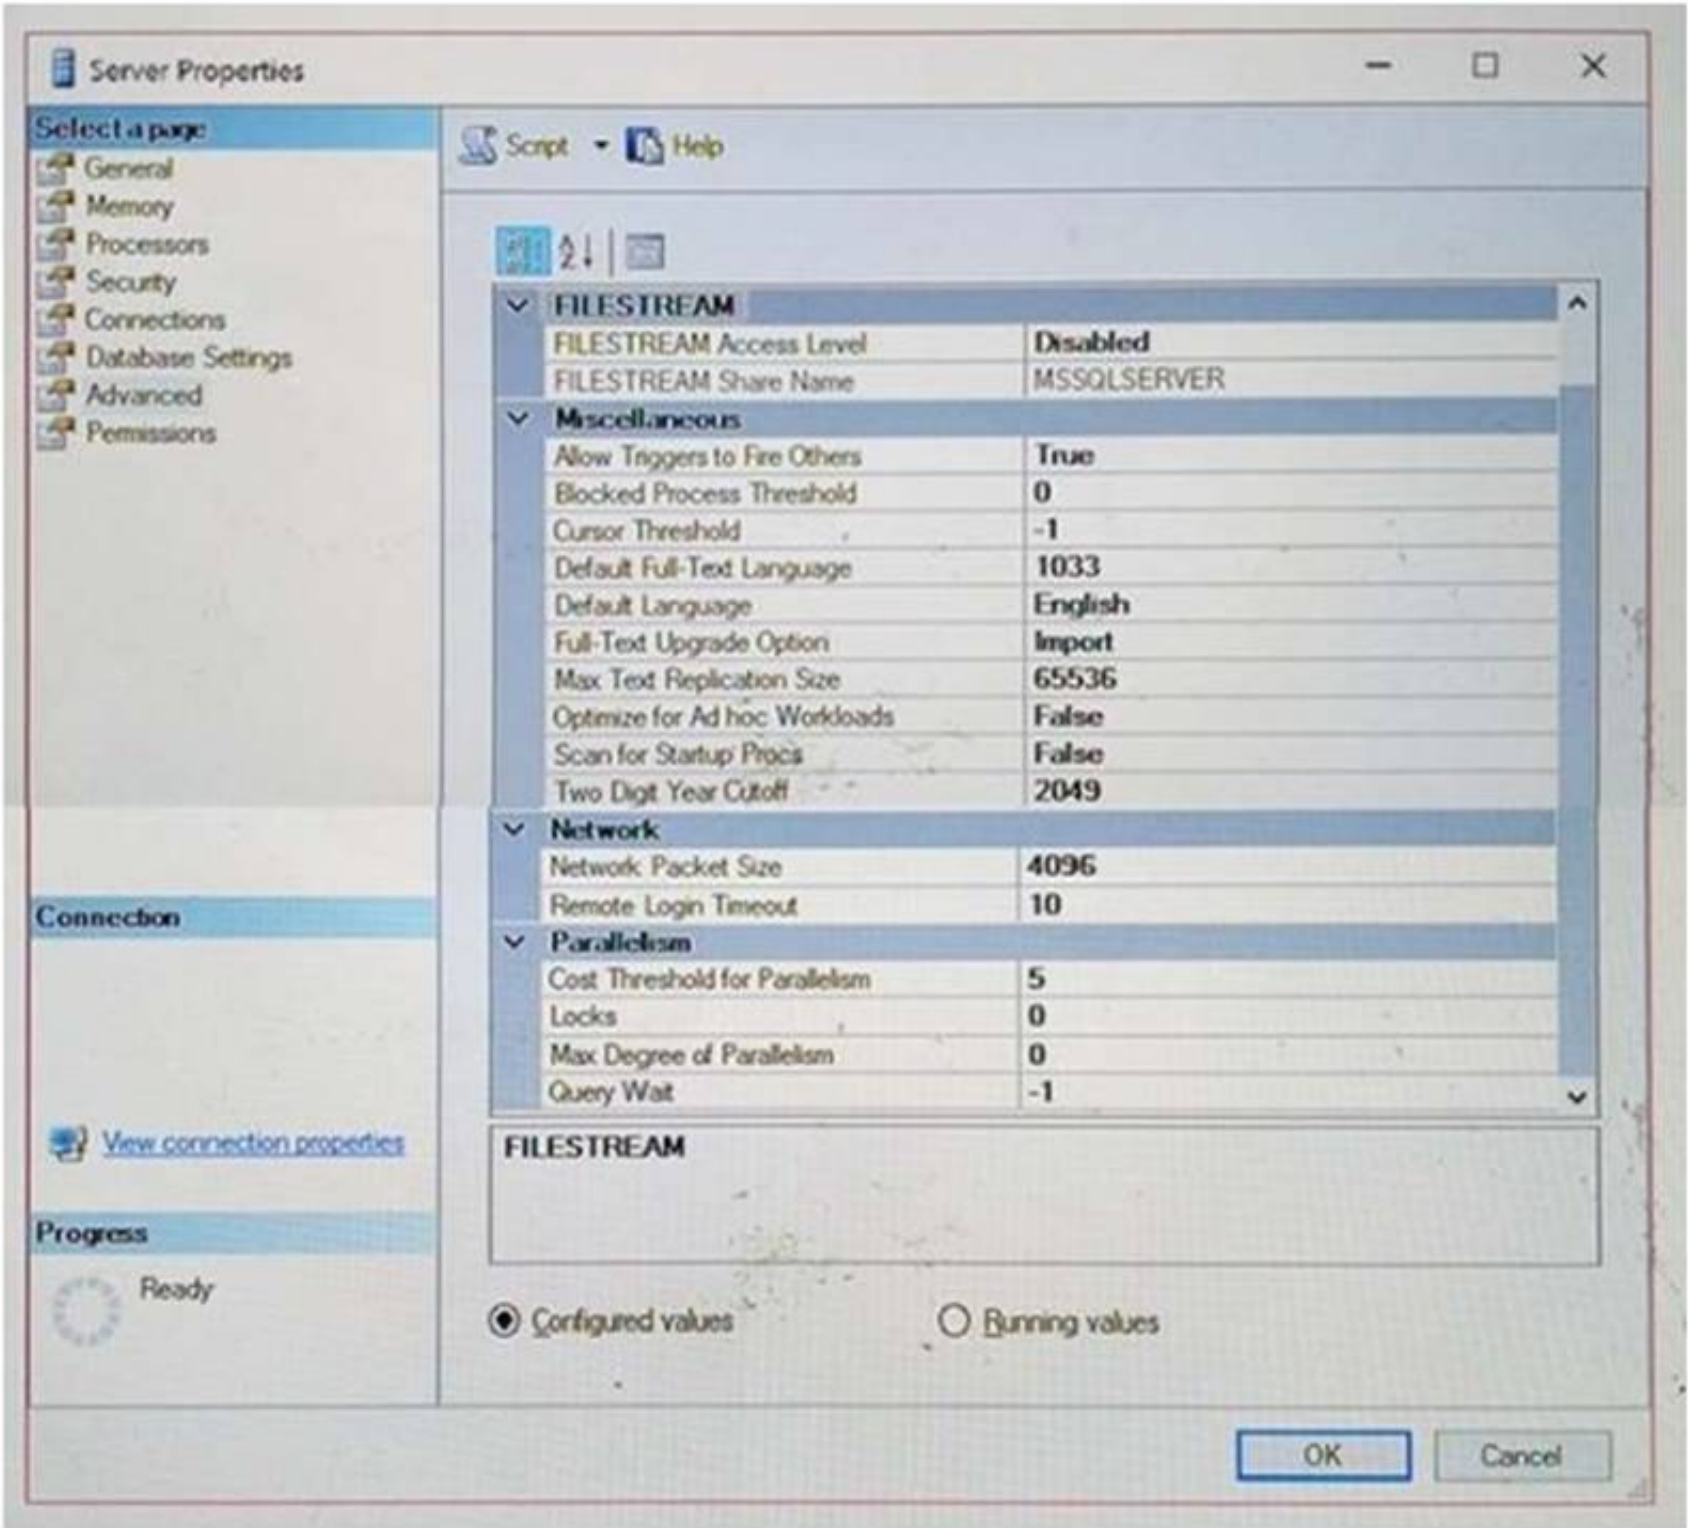 Server Properties
Select a page
General
Memory
Processors
Security
Connections
Database Settings
Advanced
Permissions
Connection
View connection properties
Progress
Ready
Script
Help
FILESTREAM
FILESTREAM Access Level Disabled
FILESTREAM Share Name MSSQLSERVER
Miscellaneous
Allow Triggers to Fire Others True
Blocked Process Threshold 0
Cursor Threshold -1
Default Full-Text Language 1033
Default Language English
Full-Text Upgrade Option Import
Max Text Replication Size 65536
Optimize for Ad hoc Workloads False
Scan for Startup Procs False
Two Digit Year Cutoff 2049
Network
Network Packet Size 4096
Remote Login Timeout 10
Parallelism
Cost Threshold for Parallelism 5
Locks 0
Max Degree of Parallelism 0
Query Wait -1
FILESTREAM
Configured values
Running values
OK
Cancel